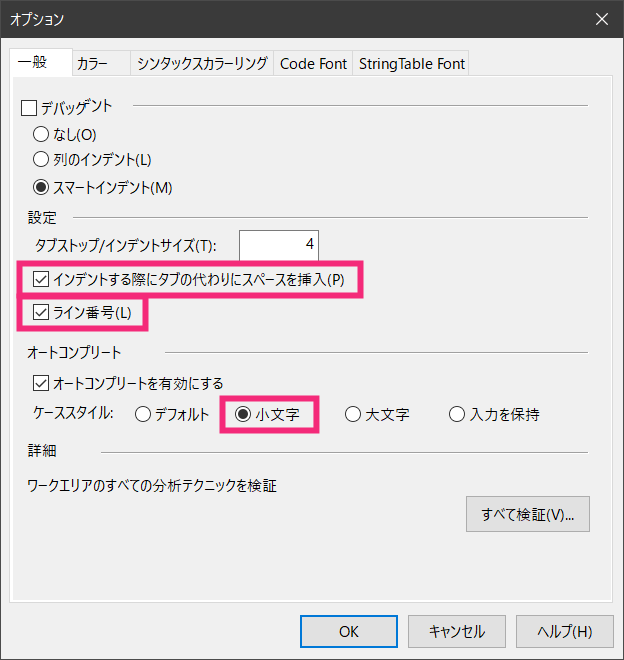 オプション
一般 カラー シンタックスカラーリング Code Font StringTable Font
デバッゲント
なし(O)
列のインデント(L)
スマートインデント(M)
設定
タブストップ/インデントサイズ(T): 4
インデントする際にタブの代わりにスペースを挿入(P)
ライン番号(L)
オートコンプリート
オートコンプリートを有効にする
ケーススタイル: デフォルト 小文字 大文字 入力を保持
詳細
ワークエリアのすべての分析テクニックを検証
すべて検証(V)...
OK キャンセル ヘルプ(H)